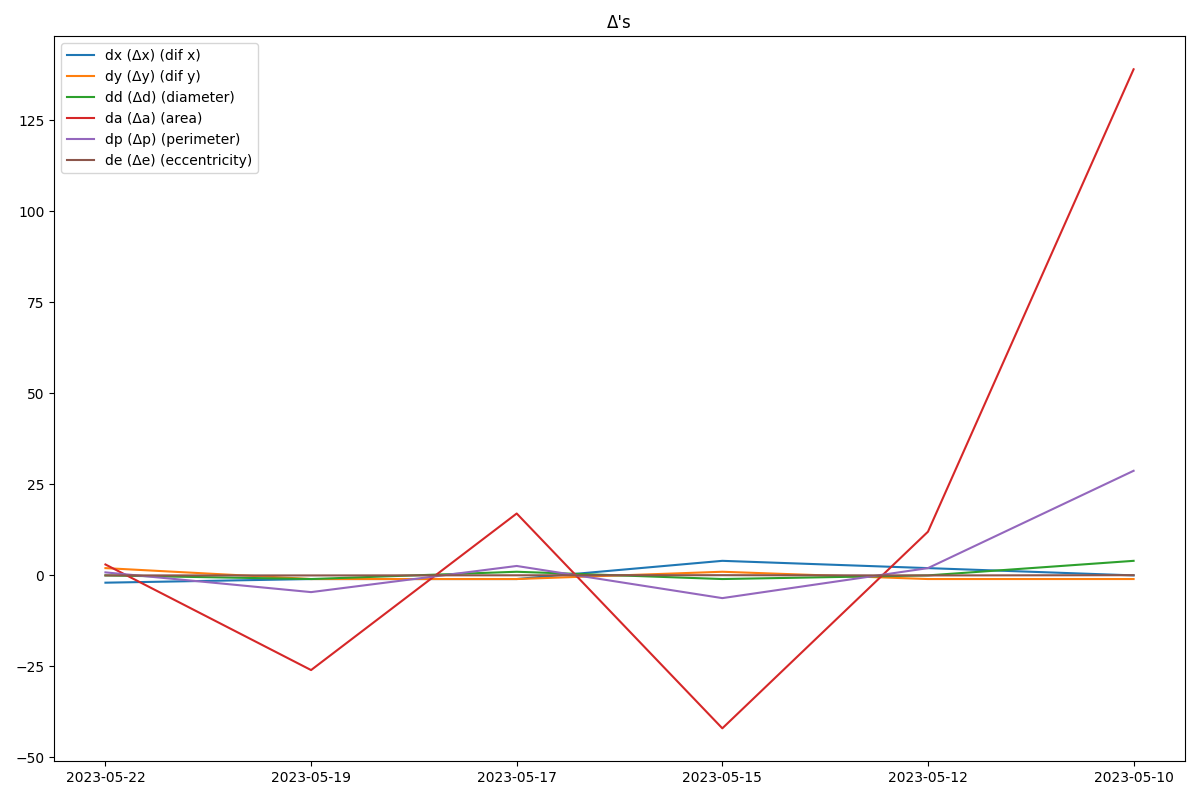 Δ's
dx (Δx) (dif x)
dy (Δy) (dif y)
dd (Δd) (diameter)
da (Δa) (area)
dp (Δp) (perimeter)
de (Δe) (eccentricity)
125
100
75
50
25
0
−25
−50
2023-05-22 2023-05-19 2023-05-17 2023-05-15 2023-05-12 2023-05-10